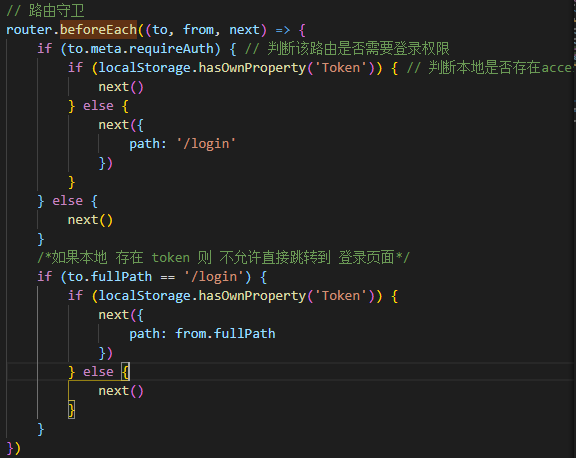 // 路由守卫
router.beforeEach((to, from, next) => {
if (to.meta.requireAuth) { // 判断该路由是否需要登录权限
if (localStorage.hasOwnProperty('Token')) { // 判断本地是否存在acce
next()
} else {
next({
path: '/login'
})
}
} else {
next()
}
/*如果本地 存在 token 则 不允许直接跳转到 登录页面*/
if (to.fullPath == '/login') {
if (localStorage.hasOwnProperty('Token')) {
next({
path: from.fullPath
})
} else {
next()
}
}
})